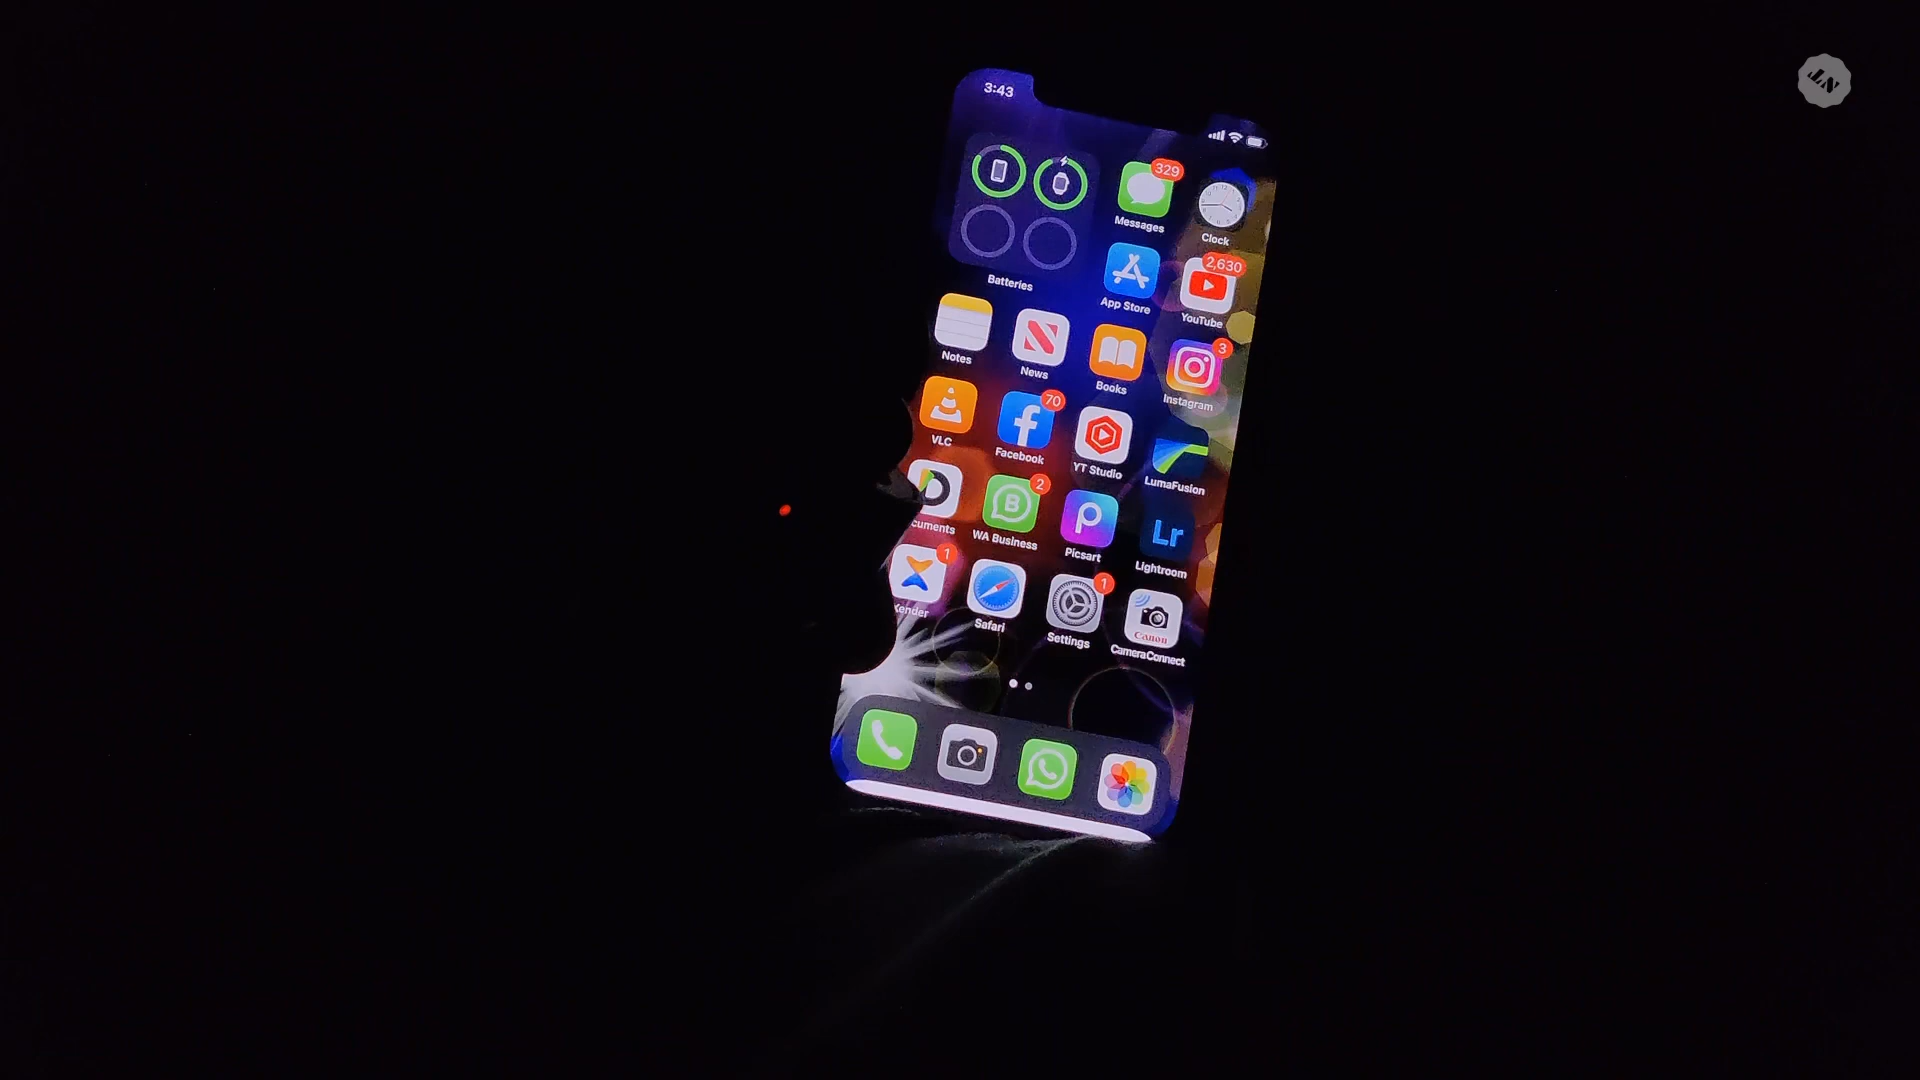 3:43
329
Messages
Clock
Batteries
App Store
2,630
YouTube
Notes
News
Books
3
Instagram
VLC
70
Facebook
YT Studio
LumaFusion
cuments
B
2
WA Business
Picsart
Lr
Lightroom
1
Xender
Safari
1
Settings
Canon
CameraConnect